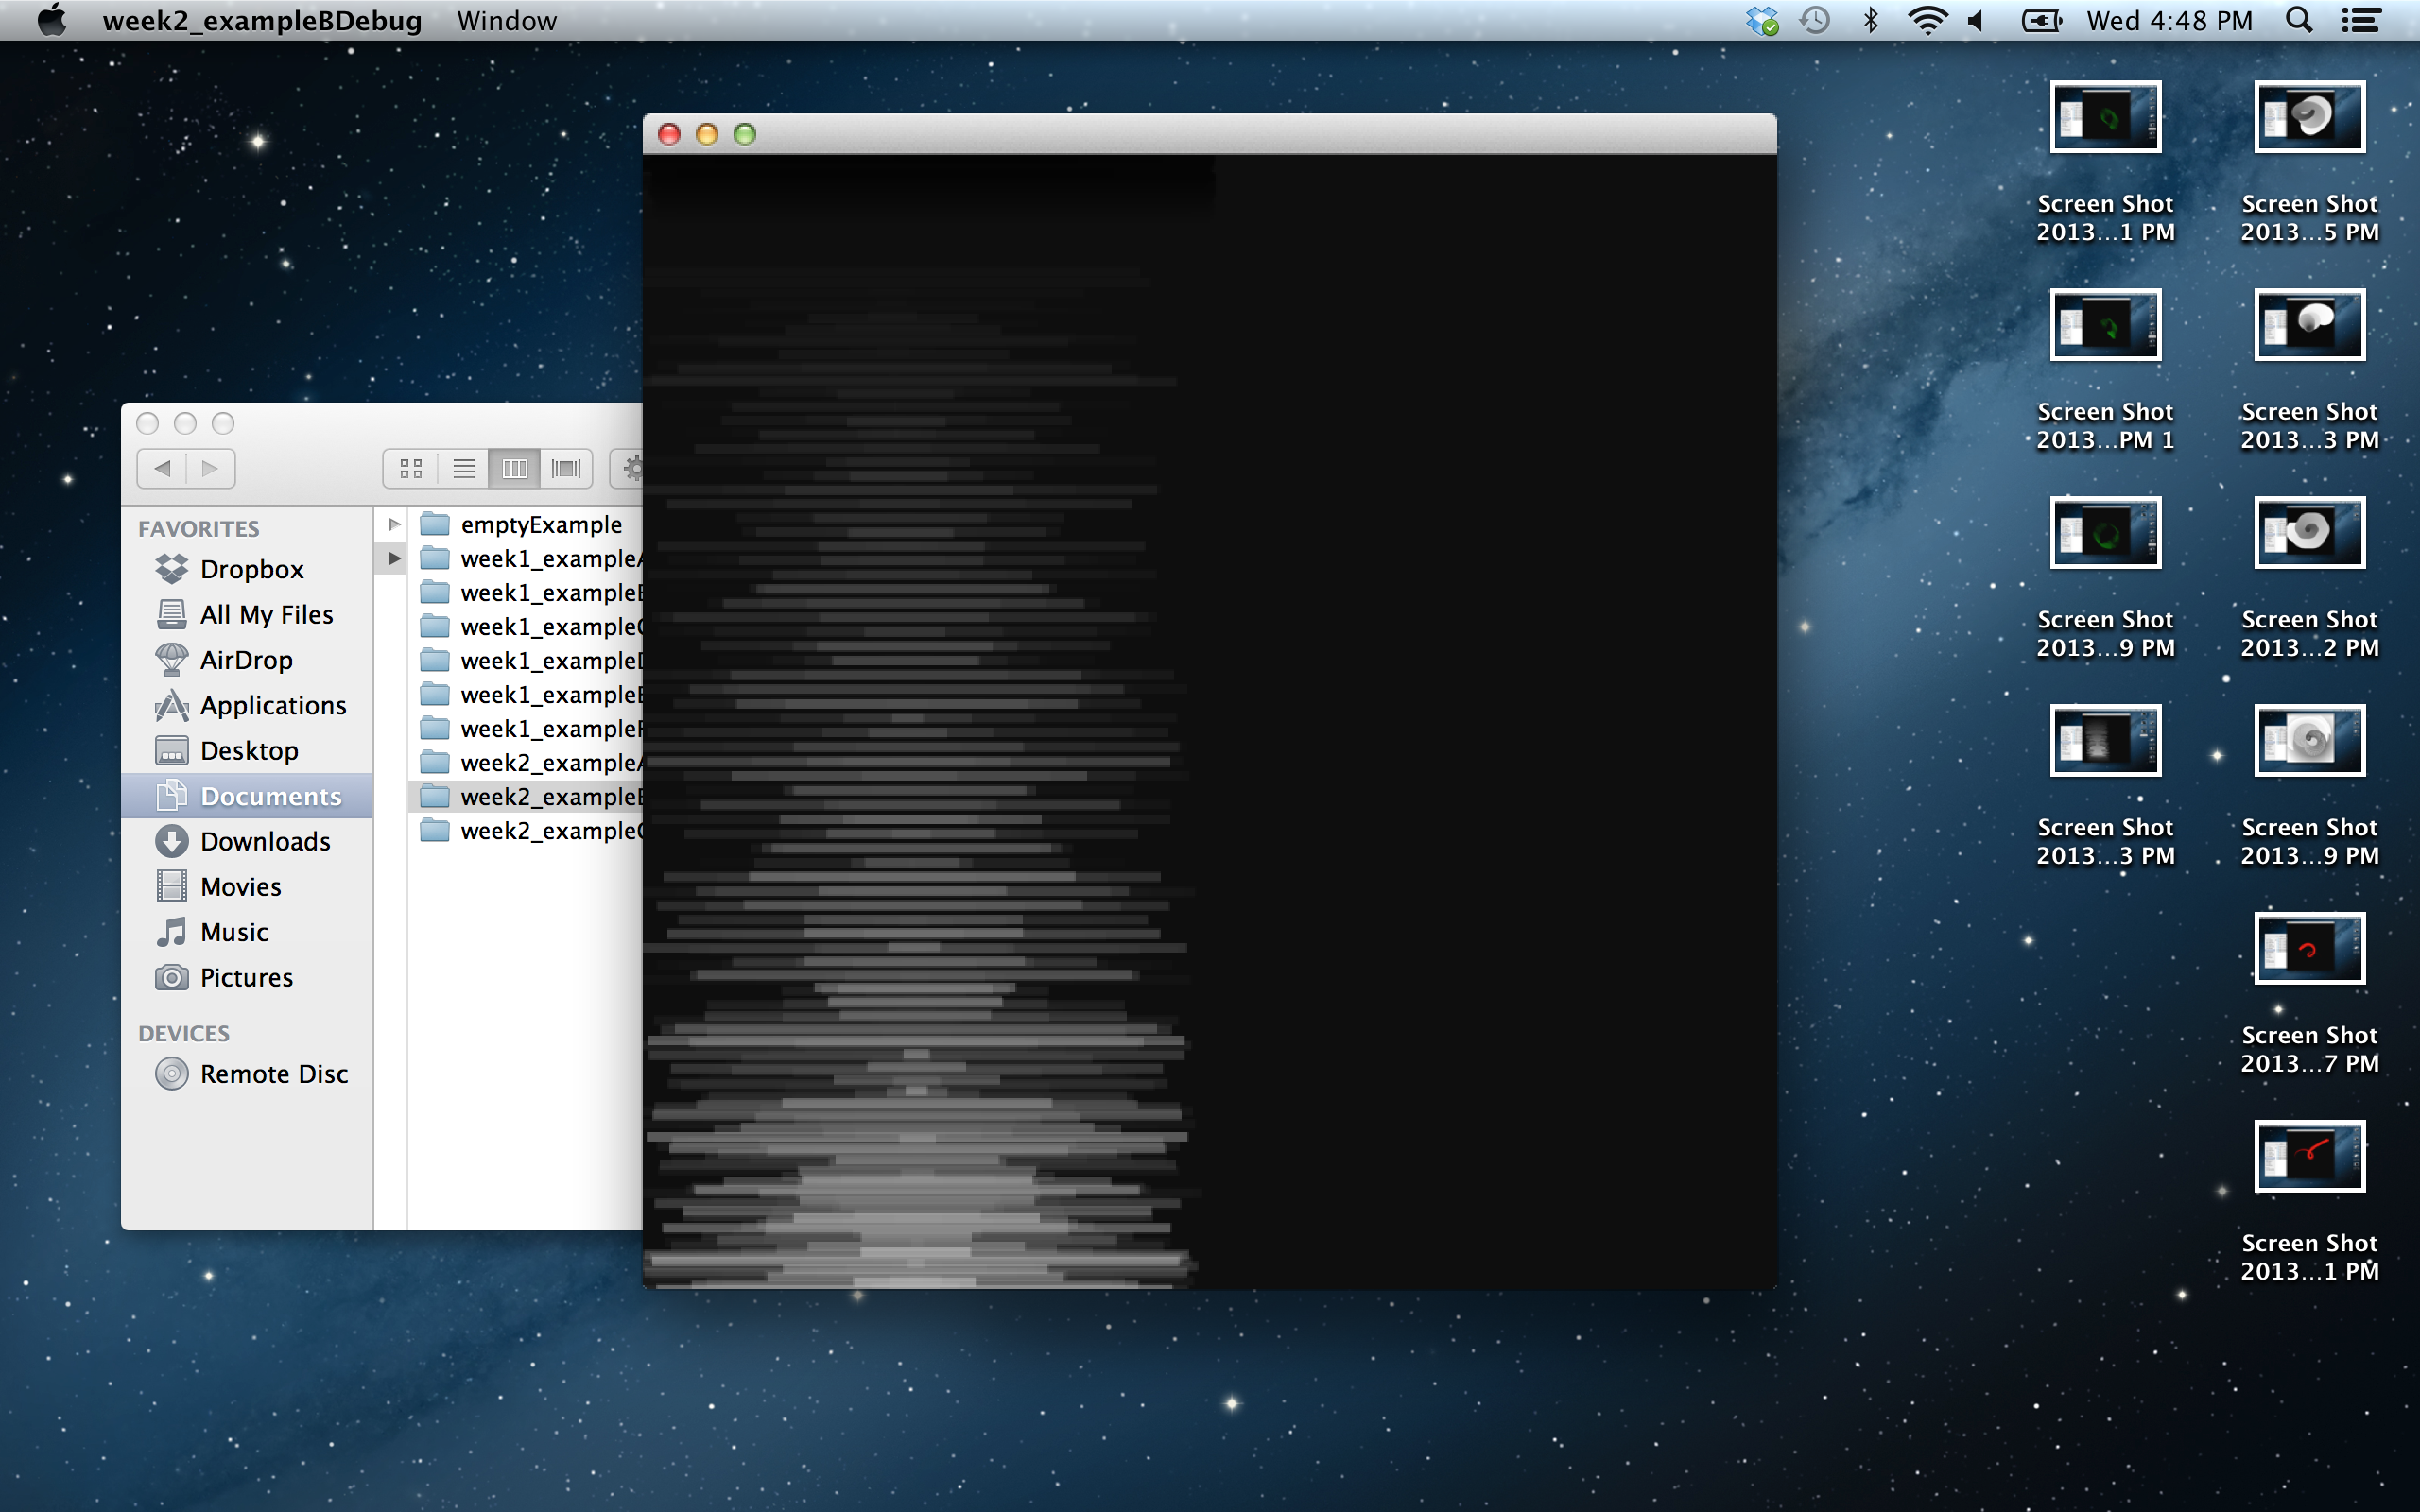 week2_exampleBDebug Window Wed 4:48 PM
FAVORITES
Dropbox
All My Files
AirDrop
Applications
Desktop
Documents
Downloads
Movies
Music
Pictures
DEVICES
Remote Disc
emptyExample
week1_exampleA
week1_exampleB
week1_exampleC
week1_exampleD
week1_exampleE
week1_exampleF
week2_exampleA
week2_exampleB
week2_exampleC
Screen Shot
2013...1 PM
Screen Shot
2013...5 PM
Screen Shot
2013...PM 1
Screen Shot
2013...3 PM
Screen Shot
2013...9 PM
Screen Shot
2013...2 PM
Screen Shot
2013...3 PM
Screen Shot
2013...9 PM
Screen Shot
2013...7 PM
Screen Shot
2013...1 PM